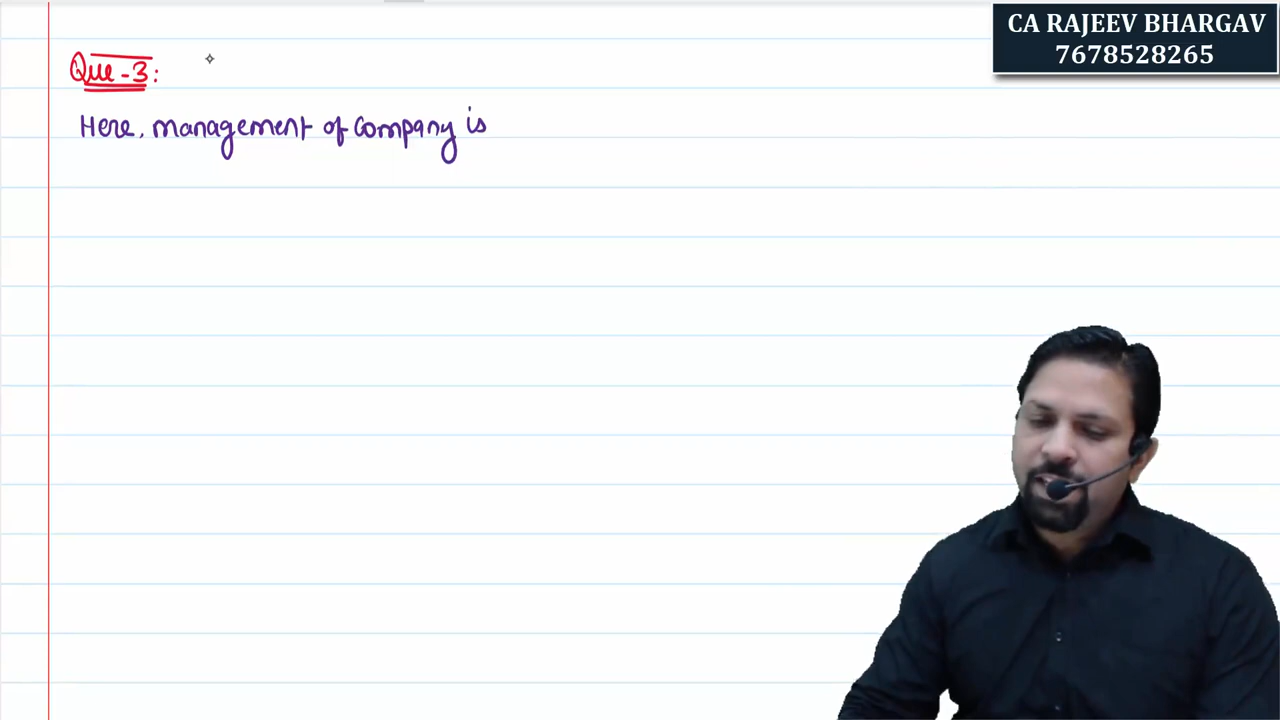 CA RAJEEV BHARGAV
7678528265
Que-3:
Here, management of Company is